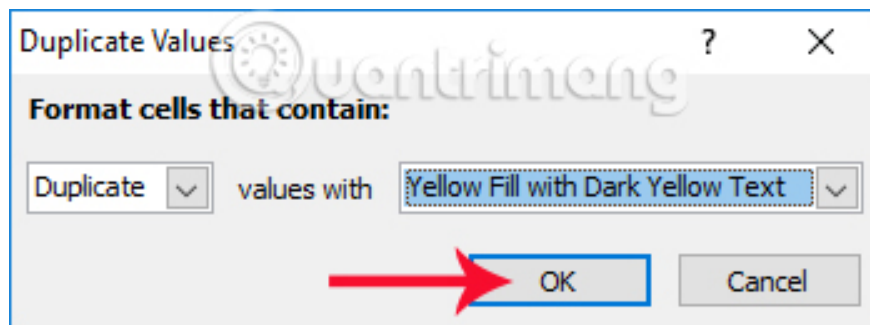 Duplicate Values ? X
Quantrimang
Format cells that contain:
Duplicate values with Yellow Fill with Dark Yellow Text
OK Cancel